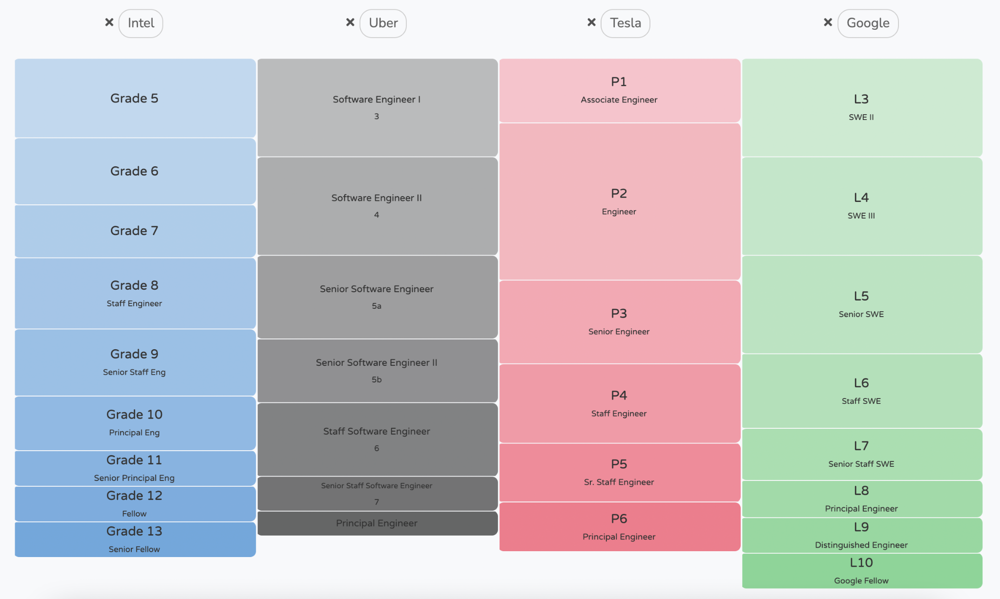 Intel
Uber
Tesla
Google
Grade 5
Grade 6
Grade 7
Grade 8
Staff Engineer
Grade 9
Senior Staff Eng
Grade 10
Principal Eng
Grade 11
Senior Principal Eng
Grade 12
Fellow
Grade 13
Senior Fellow
Software Engineer I
3
Software Engineer II
4
Senior Software Engineer
5a
Senior Software Engineer II
5b
Staff Software Engineer
6
Senior Staff Software Engineer
7
Principal Engineer
P1
Associate Engineer
P2
Engineer
P3
Senior Engineer
P4
Staff Engineer
P5
Sr. Staff Engineer
P6
Principal Engineer
L3
SWE II
L4
SWE III
L5
Senior SWE
L6
Staff SWE
L7
Senior Staff SWE
L8
Principal Engineer
L9
Distinguished Engineer
L10
Google Fellow